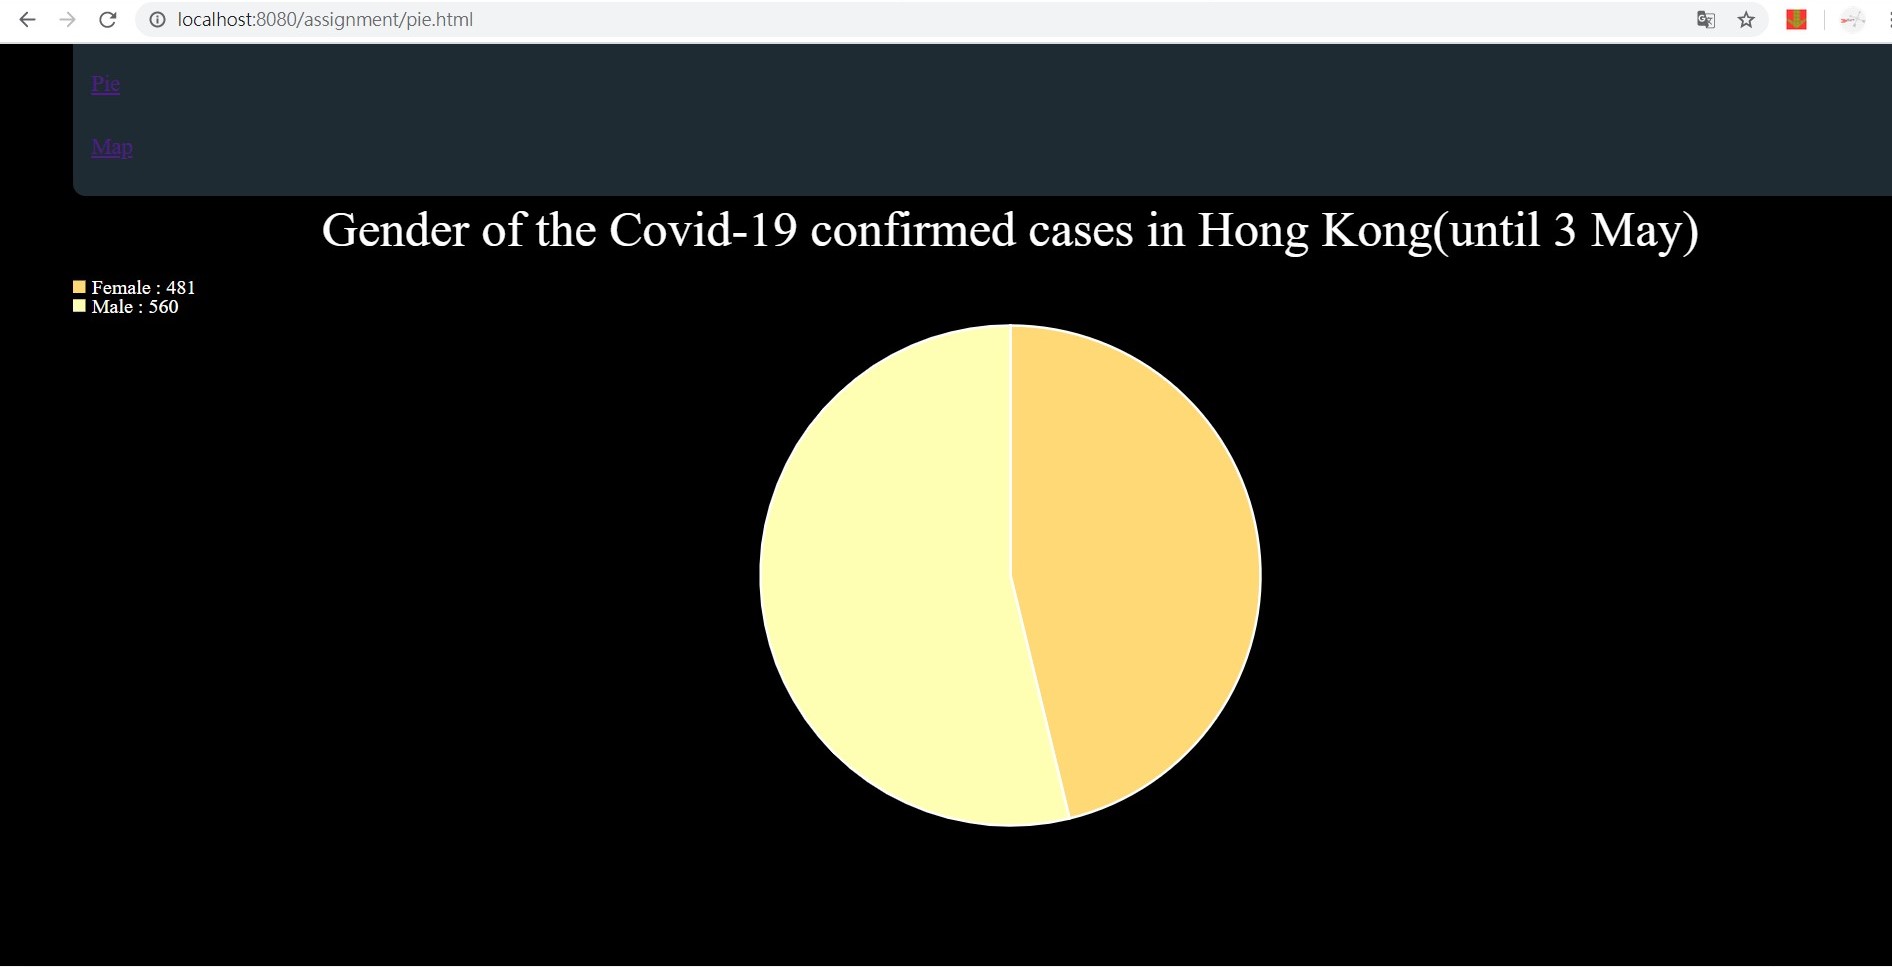 localhost:8080/assignment/pie.html
Pie
Map
Gender of the Covid-19 confirmed cases in Hong Kong(until 3 May)
Female : 481
Male : 560